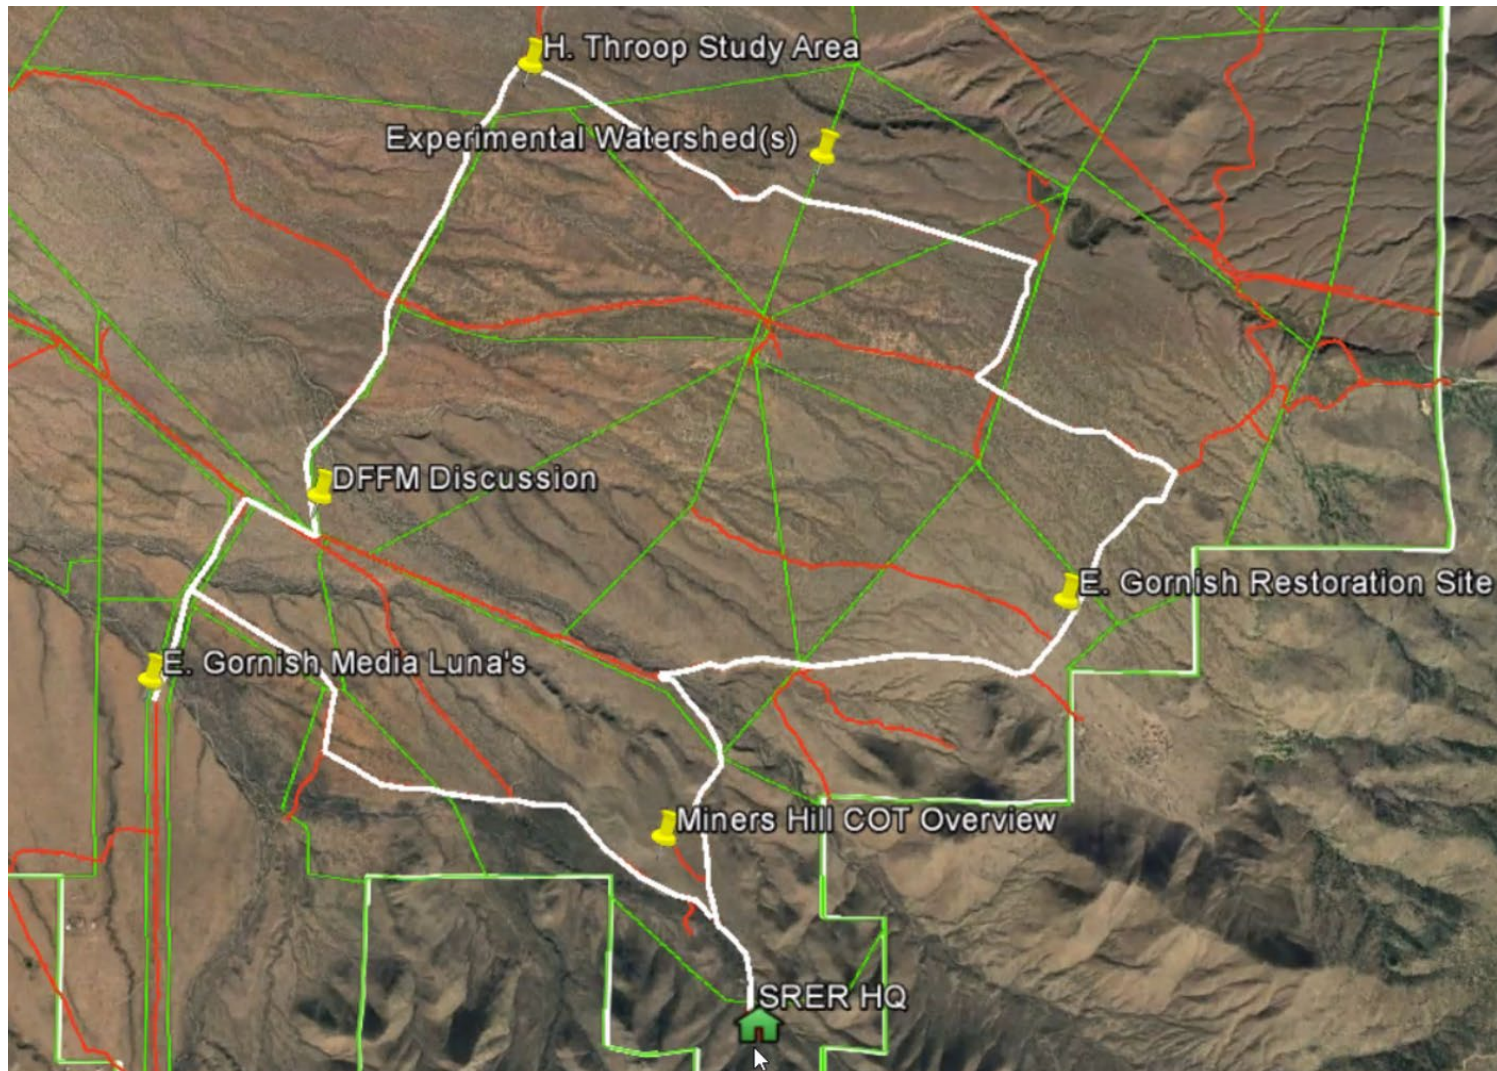 H. Throop Study Area
Experimental Watershed(s)
DFFM Discussion
E. Gornish Restoration Site
E. Gornish Media Luna's
Miners Hill COT Overview
SRER HQ